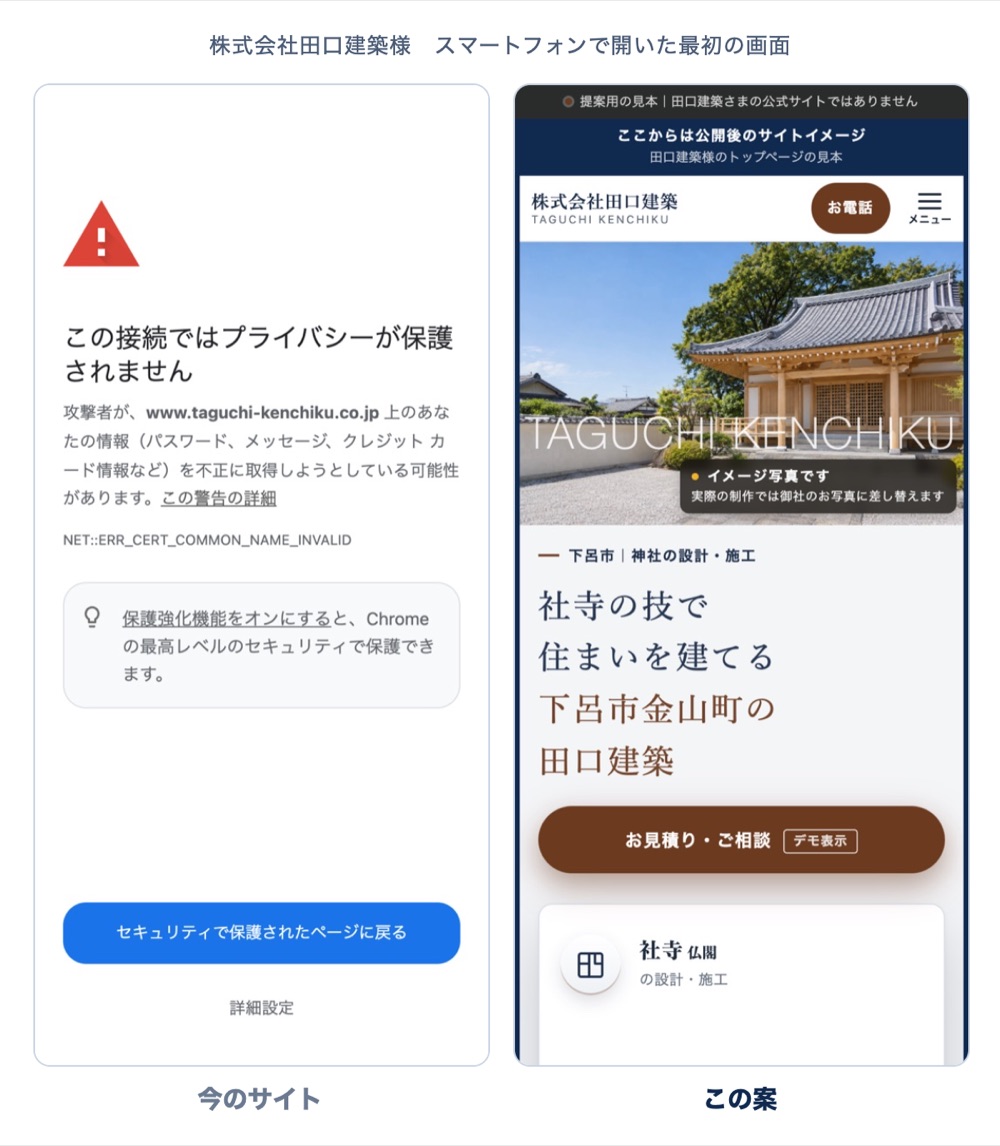 株式会社田口建築様　スマートフォンで開いた最初の画面
この接続ではプライバシーが保護
されません
攻撃者が、www.taguchi-kenchiku.co.jp 上のあな
たの情報（パスワード、メッセージ、クレジット カ
ード情報など）を不正に取得しようとしている可能性
があります。この警告の詳細
NET::ERR_CERT_COMMON_NAME_INVALID
保護強化機能をオンにすると、Chrome
の最高レベルのセキュリティで保護でき
ます。
セキュリティで保護されたページに戻る
詳細設定
今のサイト
提案用の見本｜田口建築さまの公式サイトではありません
ここからは公開後のサイトイメージ
田口建築様のトップページの見本
株式会社田口建築
TAGUCHI KENCHIKU
お電話
メニュー
TAGUCHI KENCHIKU
イメージ写真です
実際の制作では御社のお写真に差し替えます
下呂市｜神社の設計・施工
社寺の技で
住まいを建てる
下呂市金山町の
田口建築
お見積り・ご相談 デモ表示
社寺 仏閣
の設計・施工
この案